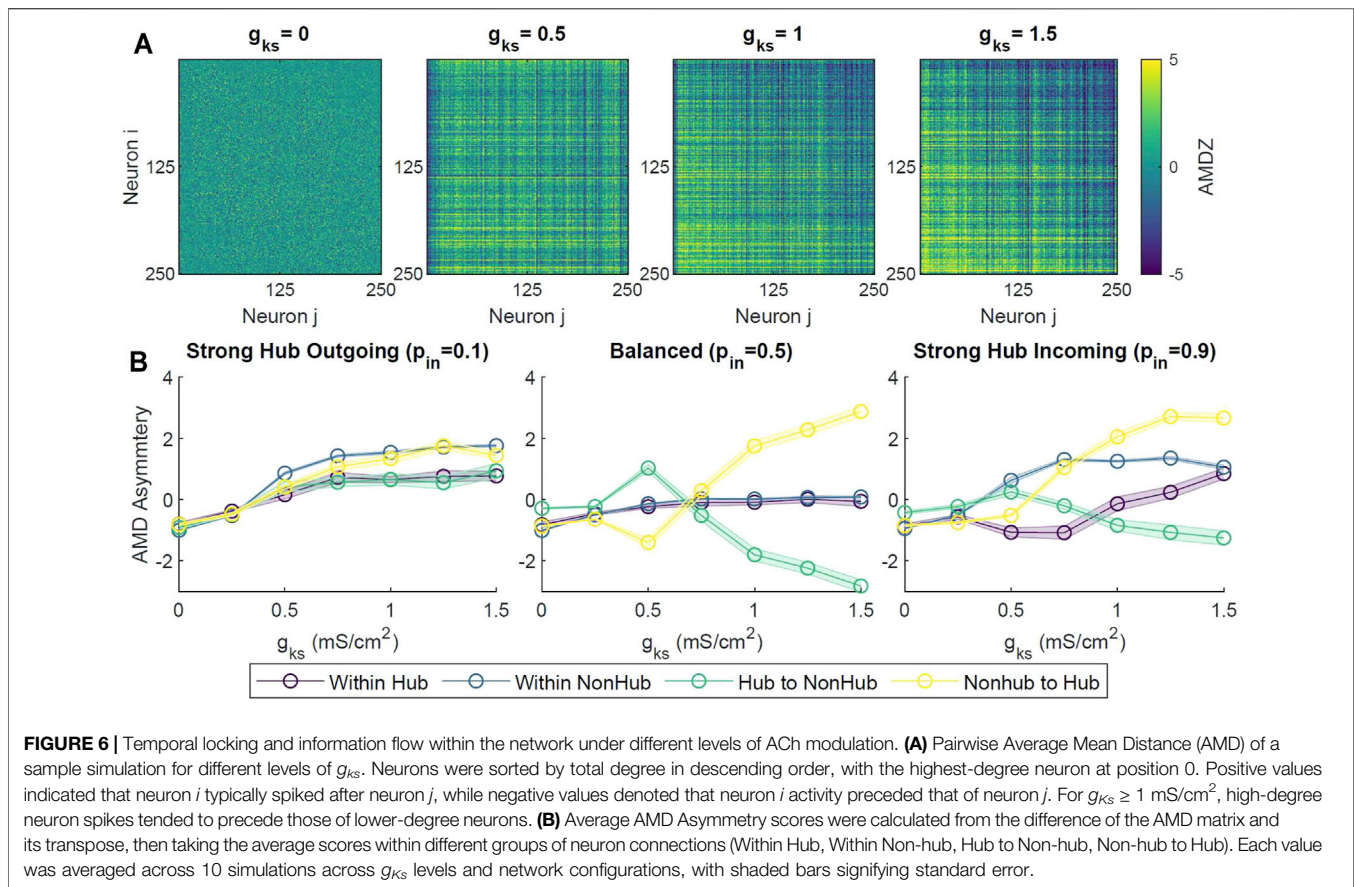 A
g_ks = 0
g_ks = 0.5
g_ks = 1
g_ks = 1.5
Neuron i
125
250
125
250
Neuron j
125
250
125
250
Neuron j
125
250
125
250
Neuron j
125
250
125
250
Neuron j
5
0
-5
AMDZ
B
Strong Hub Outgoing (p_in=0.1)
Balanced (p_in=0.5)
Strong Hub Incoming (p_in=0.9)
AMD Asymmtery
4
2
0
-2
0
0.5
1
1.5
g_ks (mS/cm²)
4
2
0
-2
0
0.5
1
1.5
g_ks (mS/cm²)
4
2
0
-2
0
0.5
1
1.5
g_ks (mS/cm²)
Within Hub
Within NonHub
Hub to NonHub
Nonhub to Hub
FIGURE 6 | Temporal locking and information flow within the network under different levels of ACh modulation. (A) Pairwise Average Mean Distance (AMD) of a
sample simulation for different levels of g_ks. Neurons were sorted by total degree in descending order, with the highest-degree neuron at position 0. Positive values
indicated that neuron i typically spiked after neuron j, while negative values denoted that neuron i activity preceded that of neuron j. For g_Ks ≥ 1 mS/cm², high-degree
neuron spikes tended to precede those of lower-degree neurons. (B) Average AMD Asymmetry scores were calculated from the difference of the AMD matrix and
its transpose, then taking the average scores within different groups of neuron connections (Within Hub, Within Non-hub, Hub to Non-hub, Non-hub to Hub). Each value
was averaged across 10 simulations across g_Ks levels and network configurations, with shaded bars signifying standard error.